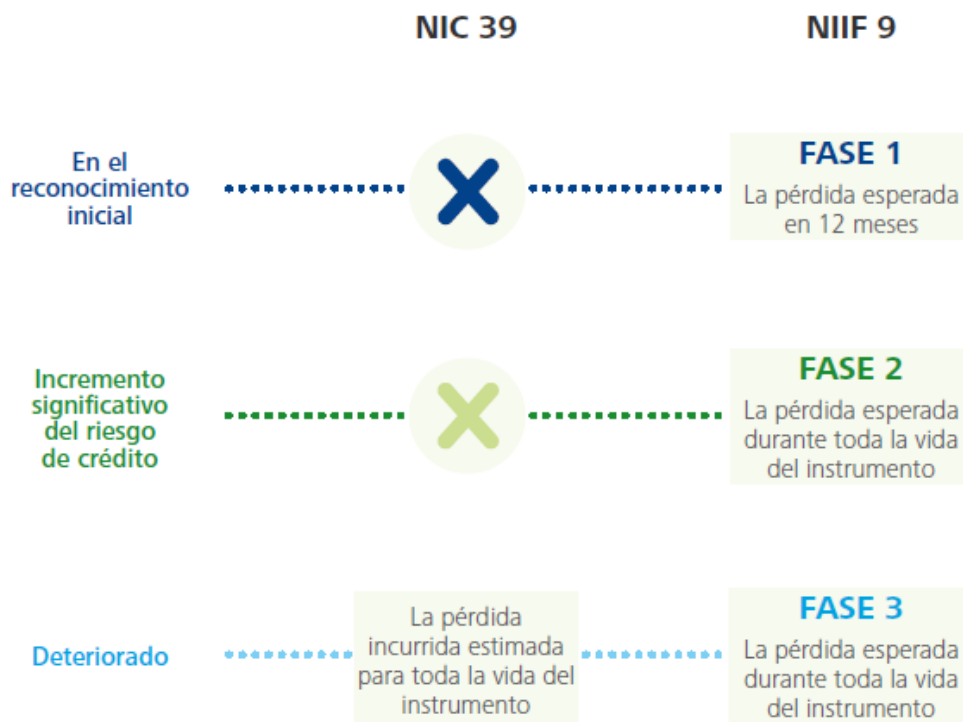 NIC 39
NIIF 9
En el
reconocimiento
inicial
FASE 1
La pérdida esperada
en 12 meses
Incremento
significativo
del riesgo
de crédito
FASE 2
La pérdida esperada
durante toda la vida
del instrumento
Deteriorado
La pérdida
incurrida estimada
para toda la vida del
instrumento
FASE 3
La pérdida esperada
durante toda la vida
del instrumento